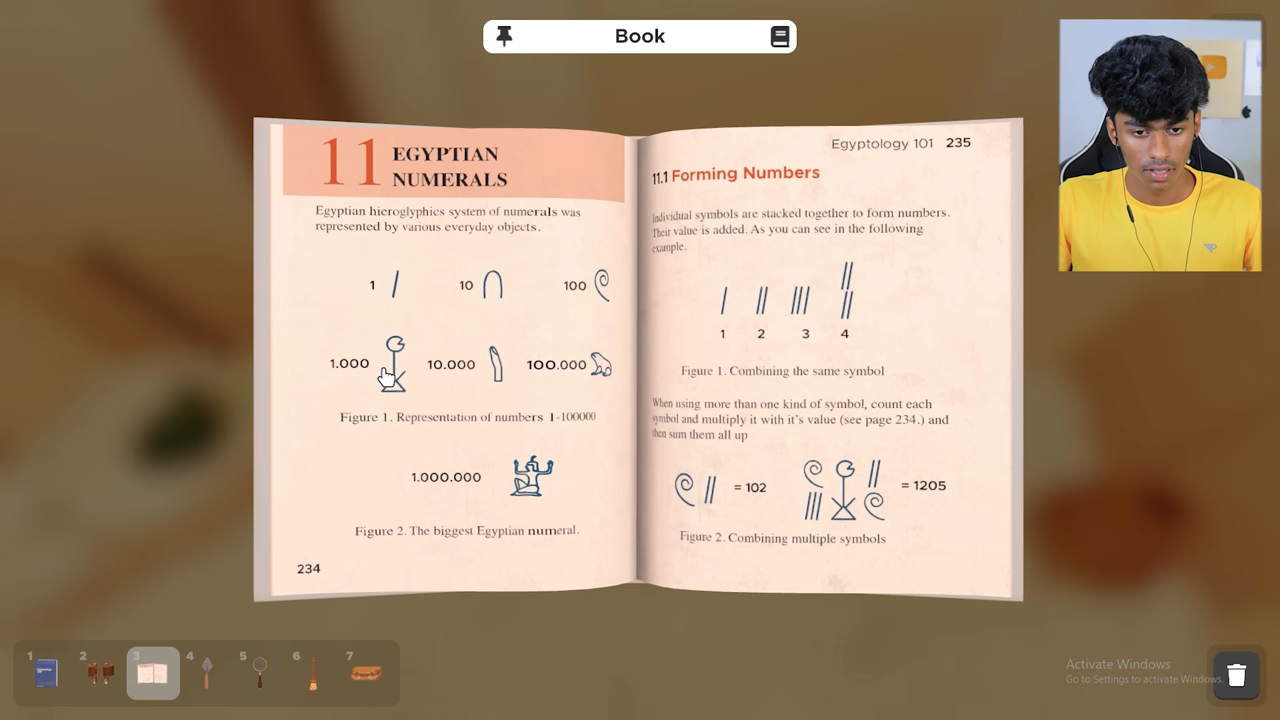 Book
11 EGYPTIAN
NUMERALS
Egyptian hieroglyphics system of numerals was
represented by various everyday objects.
1 10 100
1.000 10.000 100.000
Figure 1. Representation of numbers 1-100000
1.000.000
Figure 2. The biggest Egyptian numeral.
234
Egyptology 101 235
11.1 Forming Numbers
Individual symbols are stacked together to form numbers.
Their value is added. As you can see in the following
example.
1 2 3 4
Figure 1. Combining the same symbol
When using more than one kind of symbol, count each
symbol and multiply it with it's value (see page 234.) and
then sum them all up
= 102 = 1205
Figure 2. Combining multiple symbols
1 2 3 4 5 6 7
Activate Windows
Go to Settings to activate Windows.